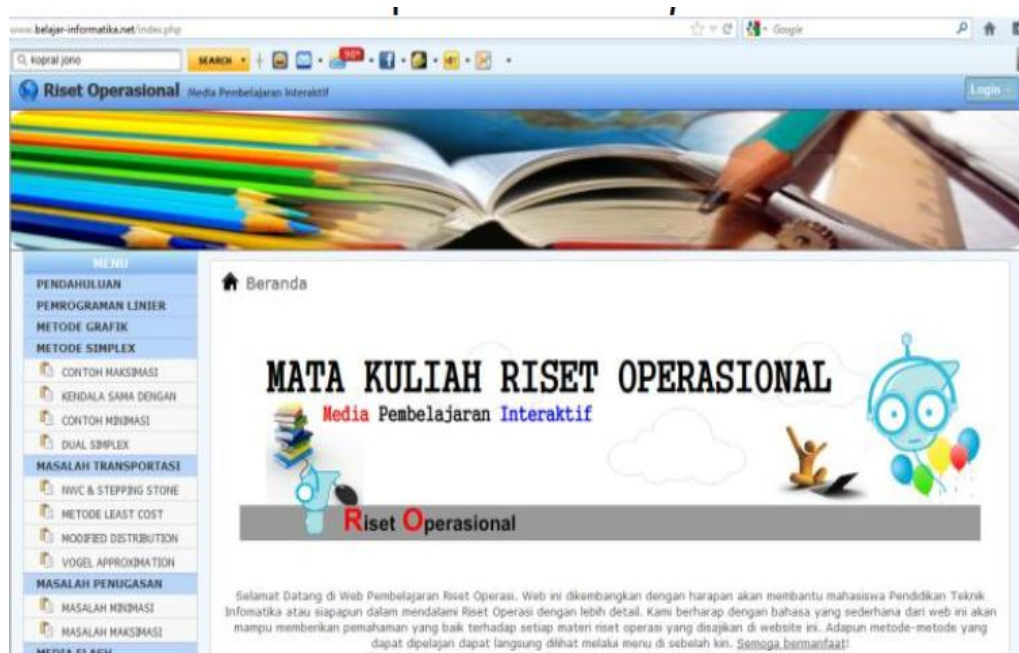 www.belajar-informatika.net/index.php
Google
kopral jono
SEARCH
Riset Operasional Media Pembelajaran Interaktif
Login
MENU
PENDAHULUAN
PEMROGRAMAN LINIER
METODE GRAFIK
METODE SIMPLEX
CONTOH MAKSIMASI
KENDALA SAMA DENGAN
CONTOH MINIMASI
DUAL SIMPLEX
MASALAH TRANSPORTASI
NWC & STEPPING STONE
METODE LEAST COST
MODIFIED DISTRIBUTION
VOGEL APPROXIMATION
MASALAH PENUGASAN
MASALAH MINIMASI
MASALAH MAKSIMASI
MEDIA FLASH
Beranda
MATA KULIAH RISET OPERASIONAL
Media Pembelajaran Interaktif
Riset Operasional
Selamat Datang di Web Pembelajaran Riset Operasi. Web ini dikembangkan dengan harapan akan membantu mahasiswa Pendidikan Teknik
Infomatika atau siapapun dalam mendalami Riset Operasi dengan lebih detail. Kami berharap dengan bahasa yang sederhana dari web ini akan
mampu memberikan pemahaman yang baik terhadap setiap materi riset operasi yang disajikan di website ini. Adapun metode-metode yang
dapat dipelajari dapat langsung dilihat melalui menu di sebelah kiri. Semoga bermanfaat!